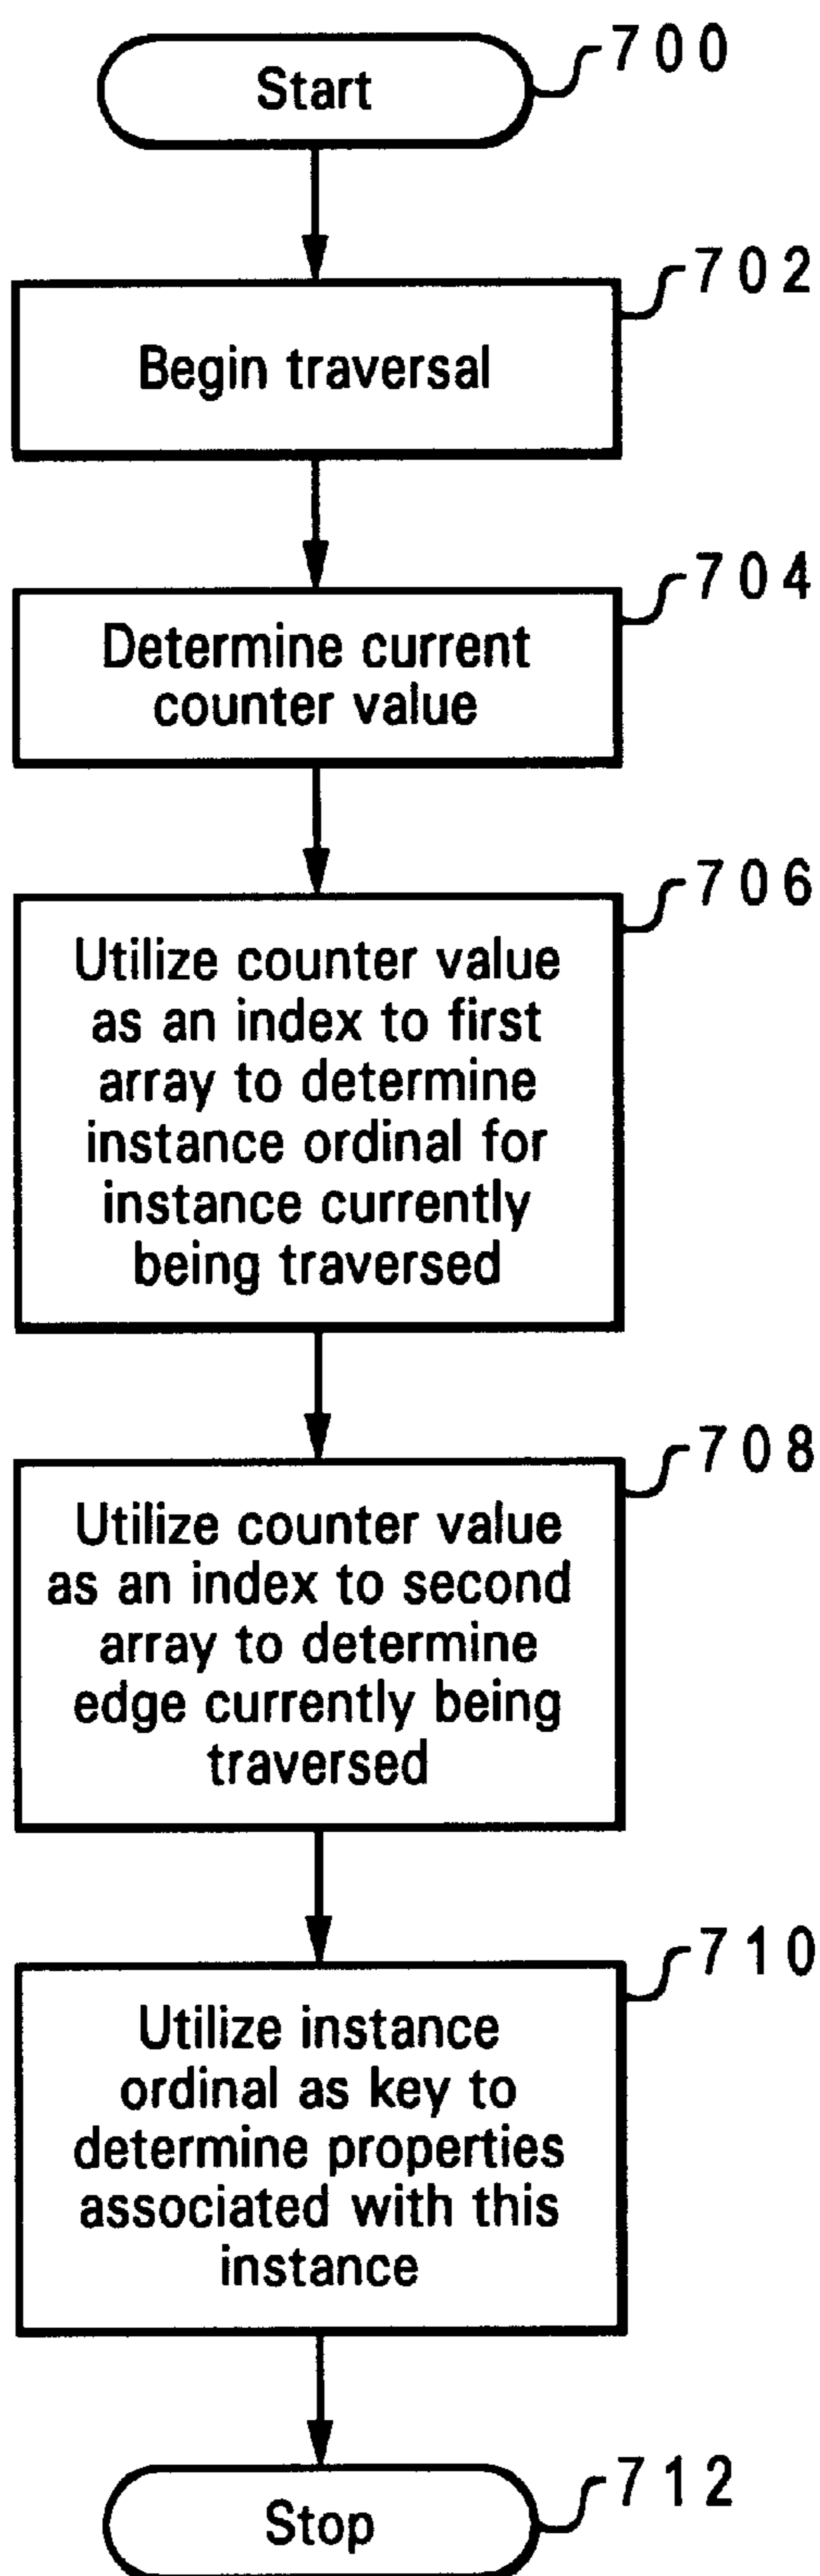 700
Start
702
Begin traversal
704
Determine current
counter value
706
Utilize counter value
as an index to first
array to determine
instance ordinal for
instance currently
being traversed
708
Utilize counter value
as an index to second
array to determine
edge currently being
traversed
710
Utilize instance
ordinal as key to
determine properties
associated with this
instance
712
Stop